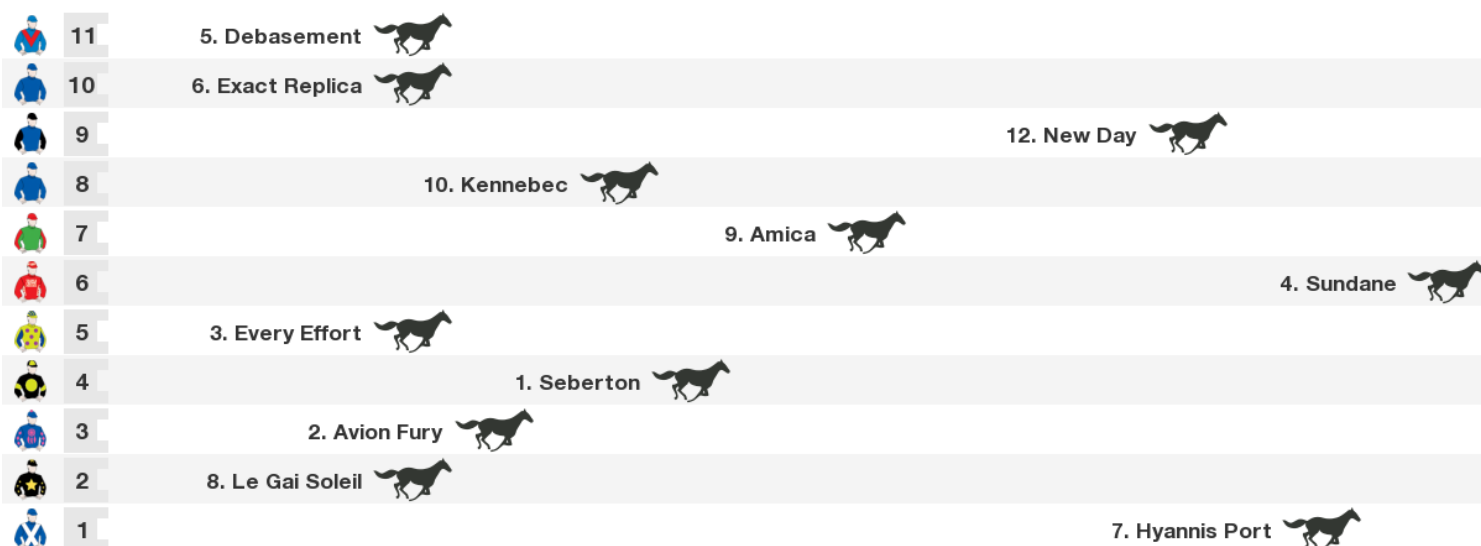 11 5. Debasement
10 6. Exact Replica
9 12. New Day
8 10. Kennebec
7 9. Amica
6 4. Sundane
5 3. Every Effort
4 1. Seberton
3 2. Avion Fury
2 8. Le Gai Soleil
1 7. Hyannis Port